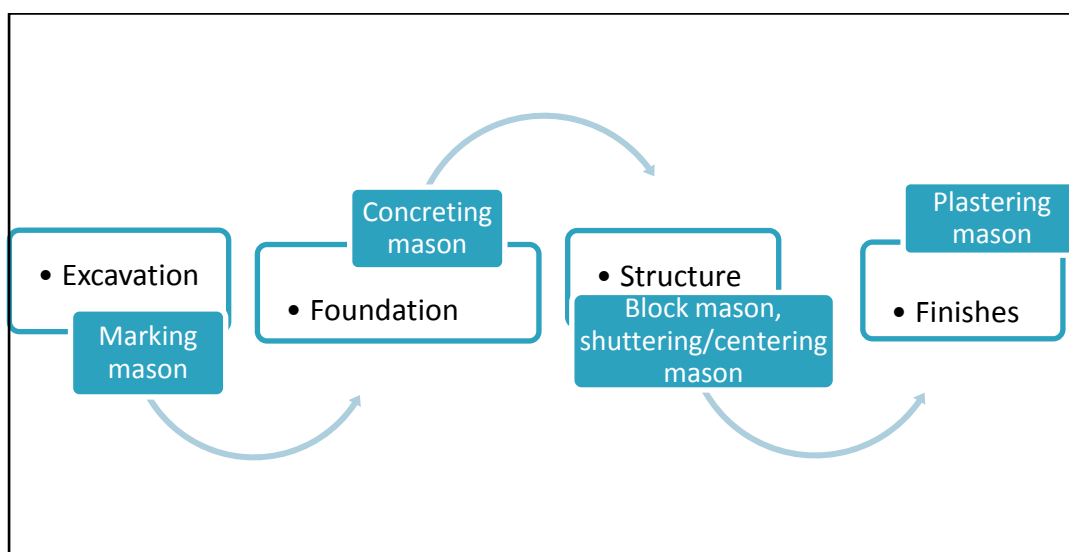 • Excavation
Marking
mason
Concreting
mason
• Foundation
• Structure
Block mason,
shuttering/centering
mason
Plastering
mason
• Finishes